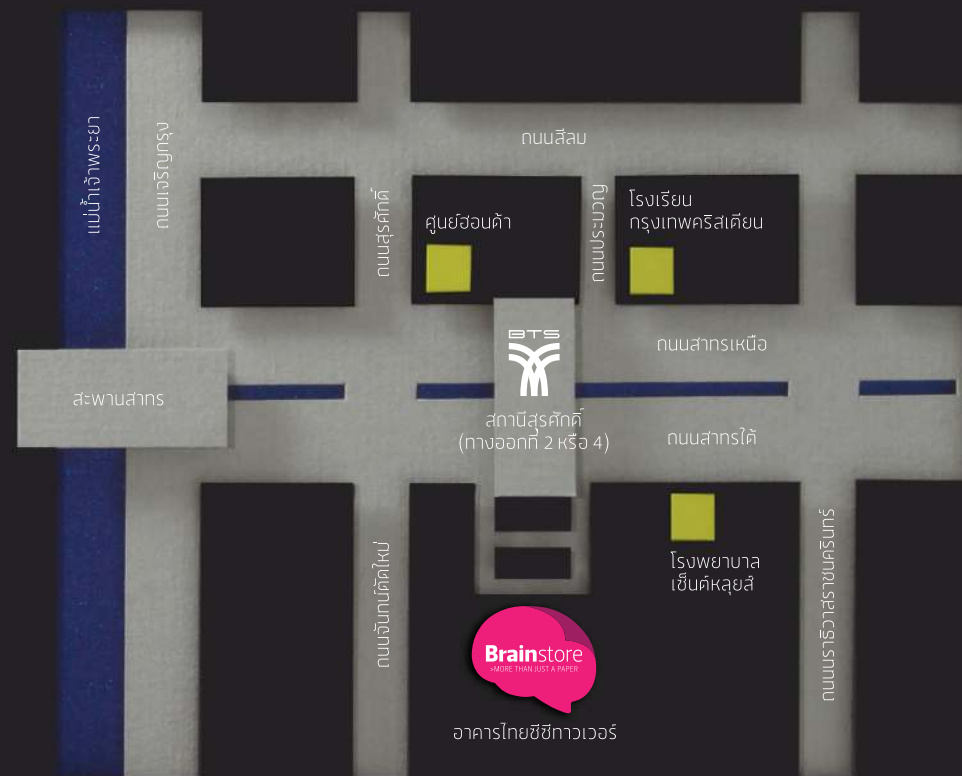 ถนนสีลม
แม่น้ำเจ้าพระยา
ถนนเจริญกรุง
ถนนสุรศักดิ์
ศูนย์ฮอนด้า
ถนนประมวญ
โรงเรียน
กรุงเทพคริสเตียน
BTS
ถนนสาทรเหนือ
สะพานสาทร
สถานีสุรศักดิ์
(ทางออกที่ 2 หรือ 4)
ถนนสาทรใต้
ถนนจันทน์ตัดใหม่
โรงพยาบาล
เซ็นต์หลุยส์
ถนนนราธิวาสราชนครินทร์
Brainstore
>MORE THAN JUST A PAPER
อาคารไทยซีซีทาวเวอร์